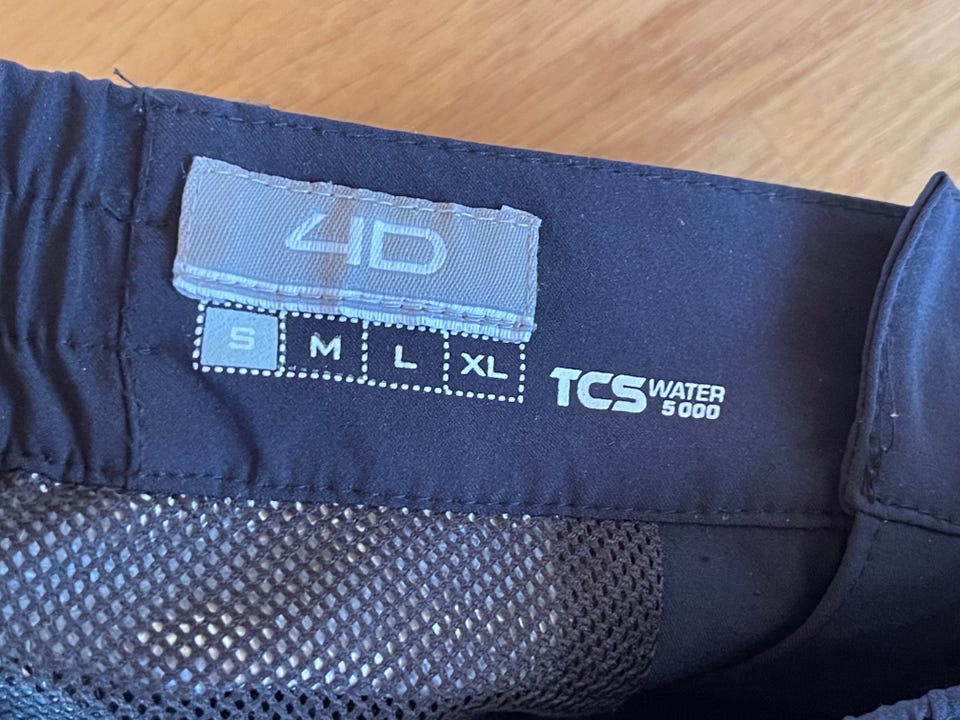 4D
S M L XL
TCS WATER
5000